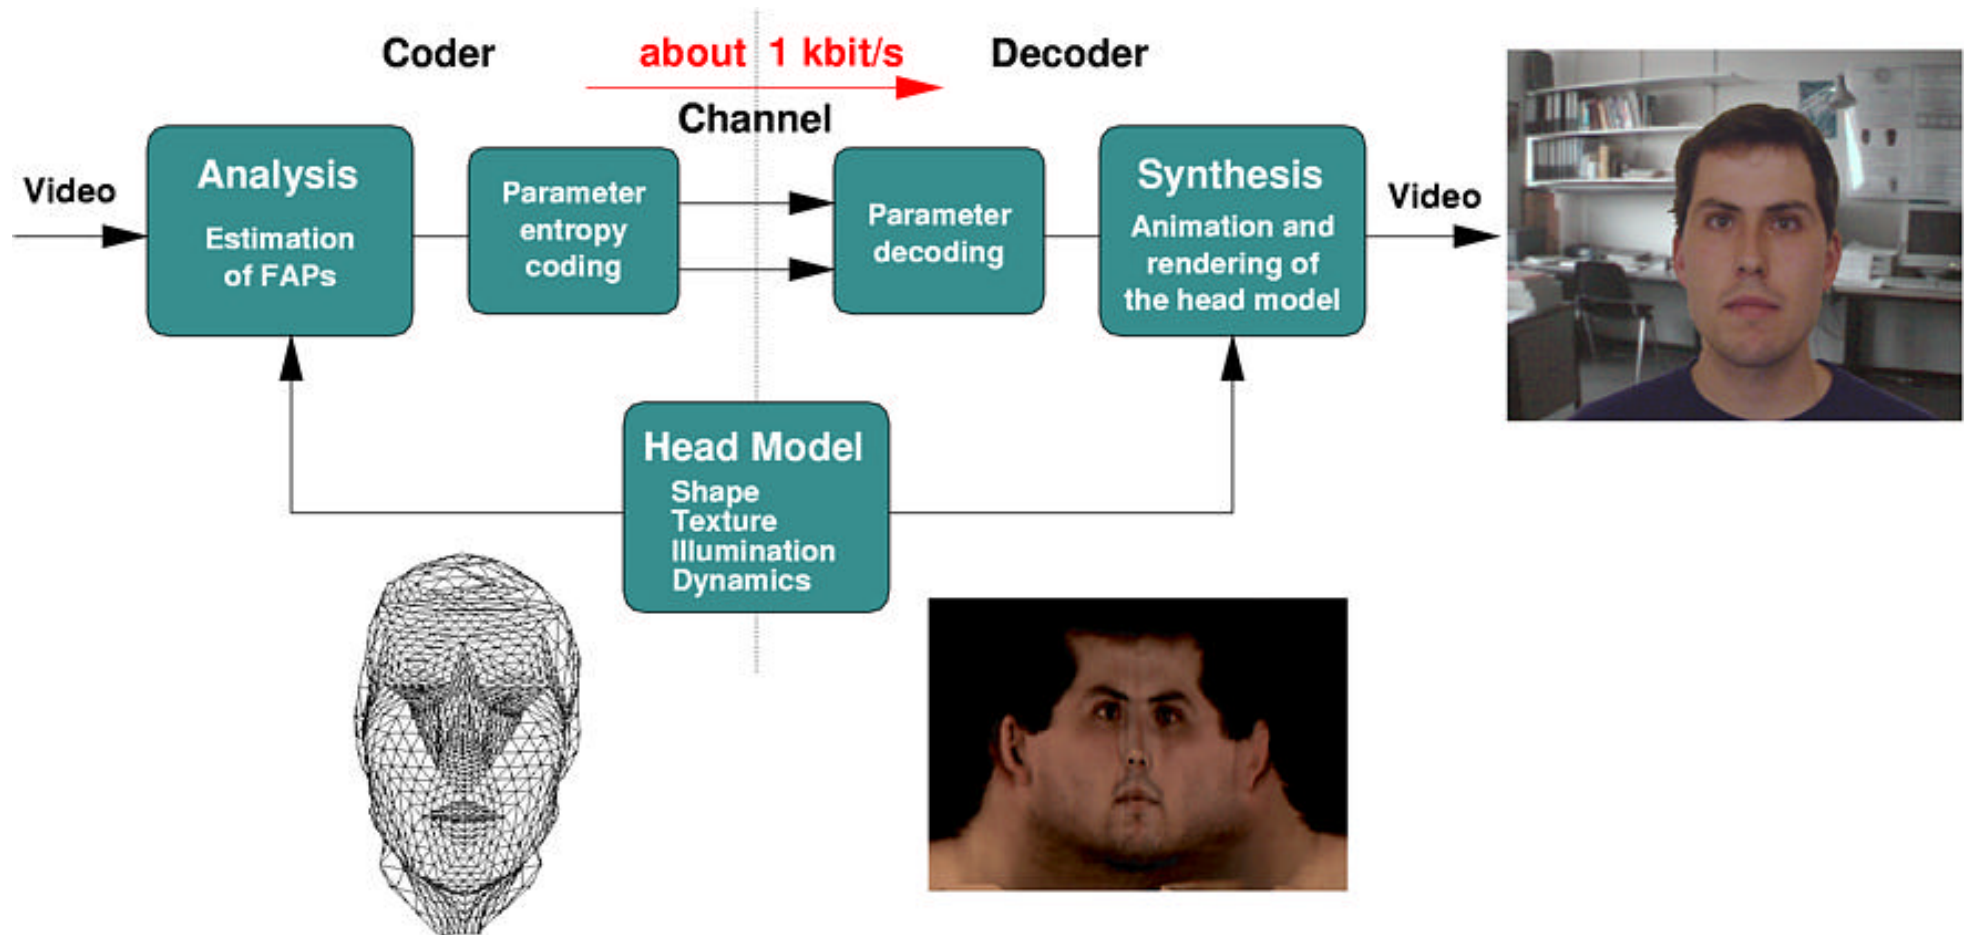 Coder
about 1 kbit/s
Decoder
Channel
Video
Analysis
Estimation
of FAPs
Parameter
entropy
coding
Parameter
decoding
Synthesis
Animation and
rendering of
the head model
Video
Head Model
Shape
Texture
Illumination
Dynamics